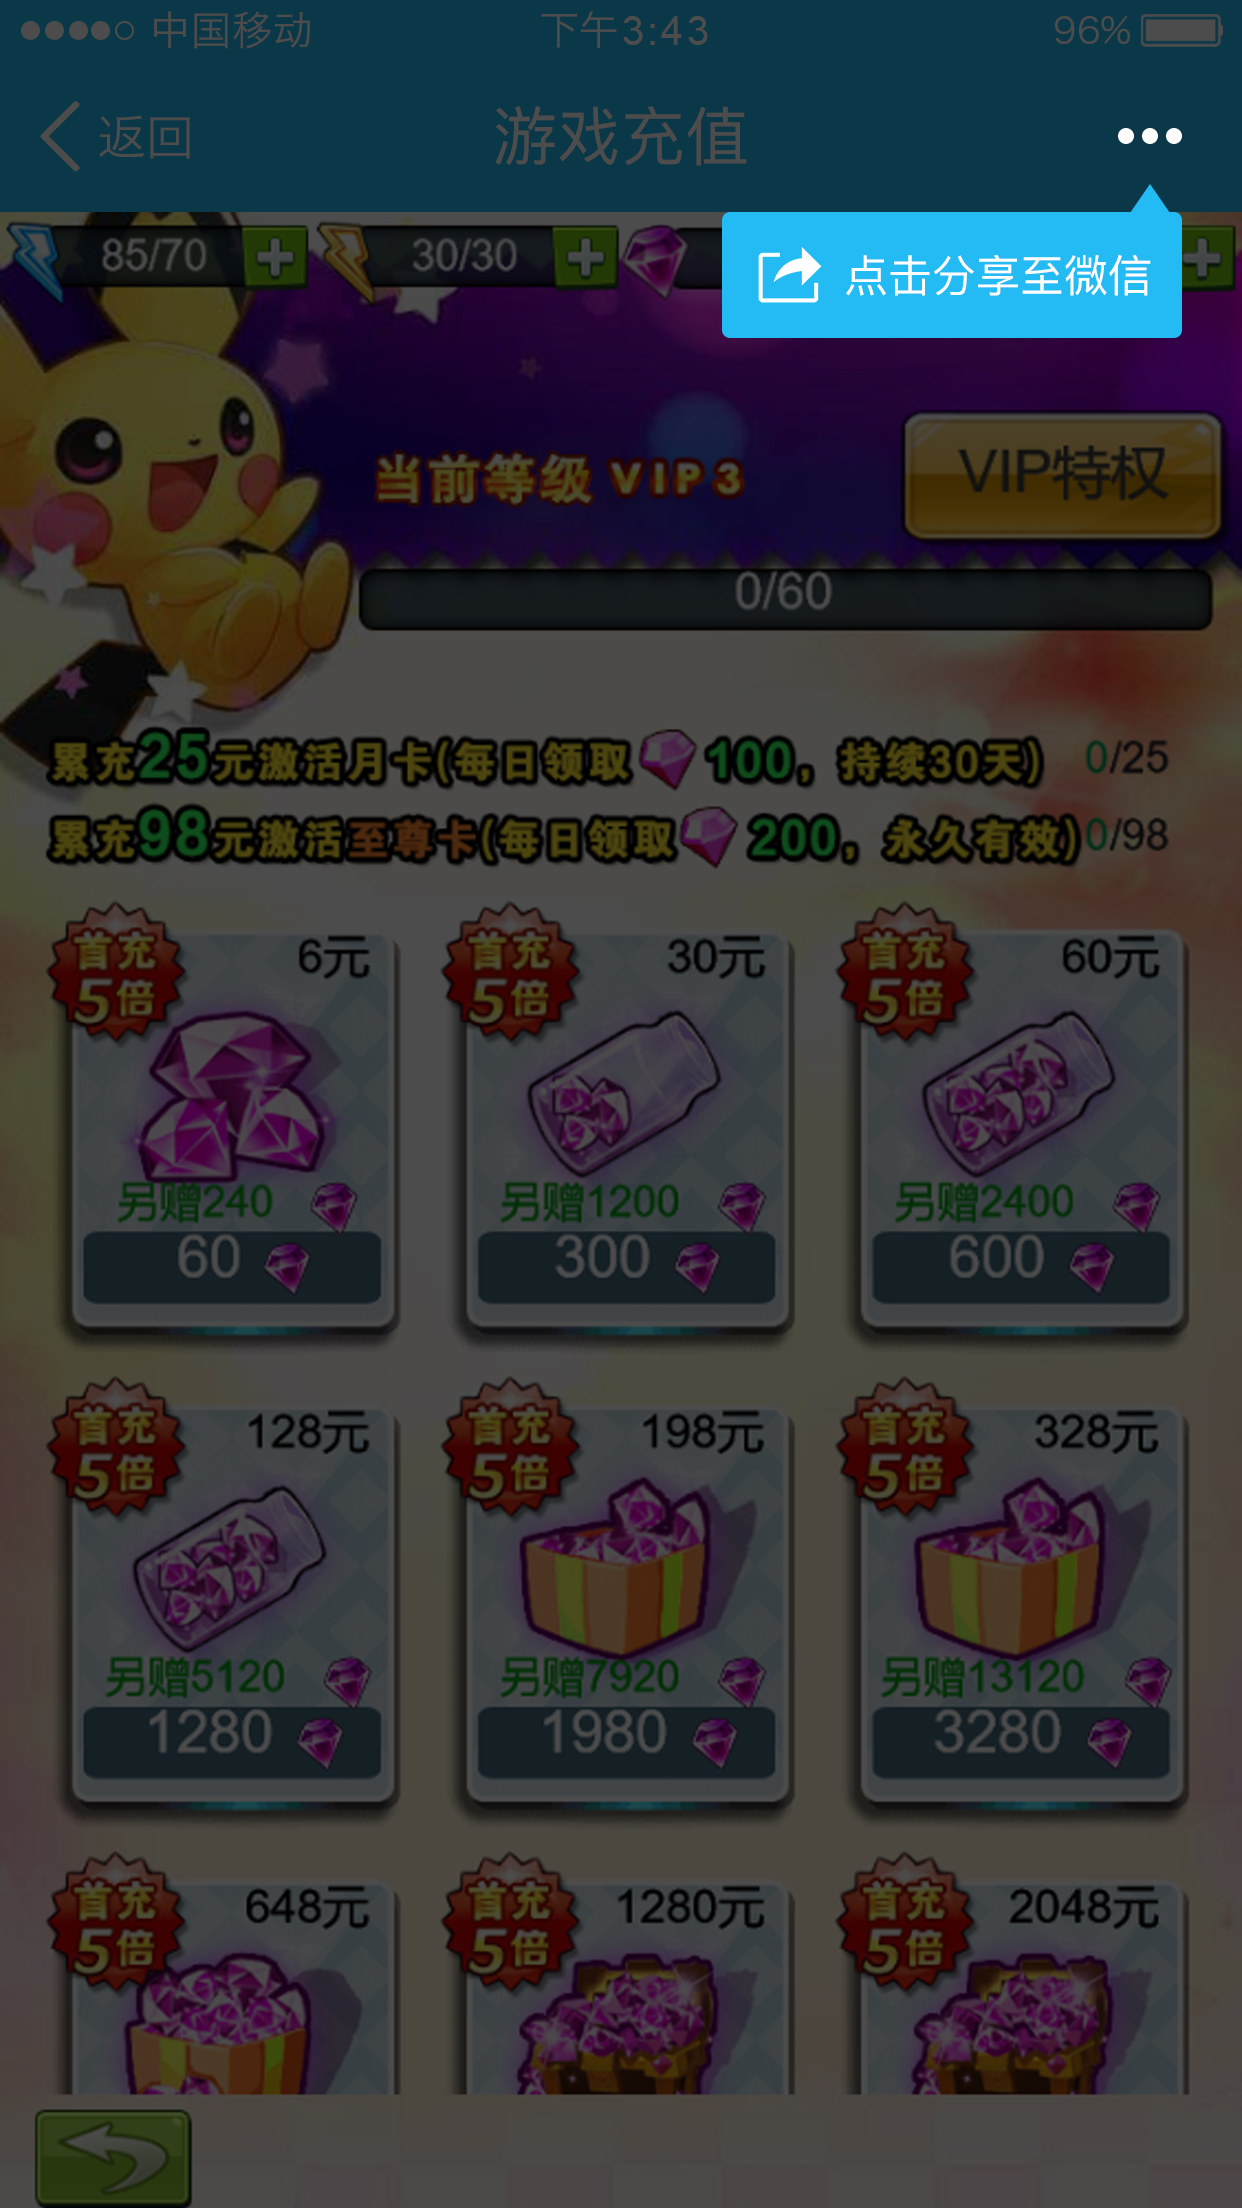 中国移动 下午3:43 96%
返回 游戏充值
85/70 30/30
点击分享至微信
当前等级 VIP3 VIP特权
0/60
累充25元激活月卡(每日领取 100，持续30天) 0/25
累充98元激活至尊卡(每日领取 200，永久有效) 0/98
首充5倍 6元
首充5倍 30元
首充5倍 60元
另赠240 另赠1200 另赠2400
60 300 600
首充5倍 128元
首充5倍 198元
首充5倍 328元
另赠5120 另赠7920 另赠13120
1280 1980 3280
首充5倍 648元
首充5倍 1280元
首充5倍 2048元